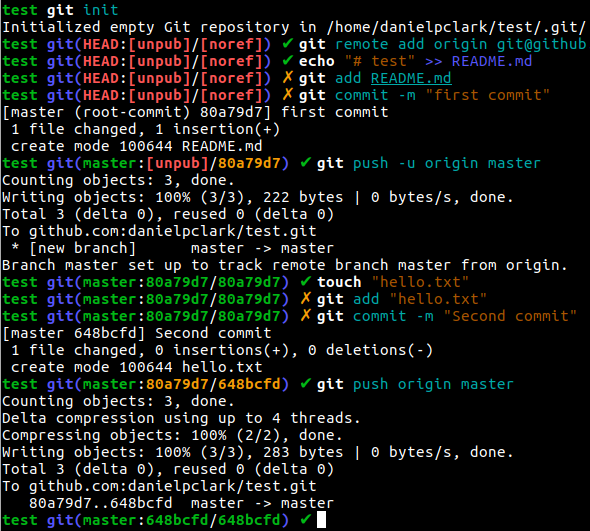 test git init
Initialized empty Git repository in /home/danielpclark/test/.git/
test git(HEAD:[unpub]/[noref]) ✔ git remote add origin git@github
test git(HEAD:[unpub]/[noref]) ✔ echo "# test" >> README.md
test git(HEAD:[unpub]/[noref]) ✗ git add README.md
test git(HEAD:[unpub]/[noref]) ✗ git commit -m "first commit"
[master (root-commit) 80a79d7] first commit
 1 file changed, 1 insertion(+)
 create mode 100644 README.md
test git(master:[unpub]/80a79d7) ✔ git push -u origin master
Counting objects: 3, done.
Writing objects: 100% (3/3), 222 bytes | 0 bytes/s, done.
Total 3 (delta 0), reused 0 (delta 0)
To github.com:danielpclark/test.git
 * [new branch]      master -> master
Branch master set up to track remote branch master from origin.
test git(master:80a79d7/80a79d7) ✔ touch "hello.txt"
test git(master:80a79d7/80a79d7) ✗ git add "hello.txt"
test git(master:80a79d7/80a79d7) ✗ git commit -m "Second commit"
[master 648bcfd] Second commit
 1 file changed, 0 insertions(+), 0 deletions(-)
 create mode 100644 hello.txt
test git(master:80a79d7/648bcfd) ✔ git push origin master
Counting objects: 3, done.
Delta compression using up to 4 threads.
Compressing objects: 100% (2/2), done.
Writing objects: 100% (3/3), 283 bytes | 0 bytes/s, done.
Total 3 (delta 0), reused 0 (delta 0)
To github.com:danielpclark/test.git
   80a79d7..648bcfd  master -> master
test git(master:648bcfd/648bcfd) ✔